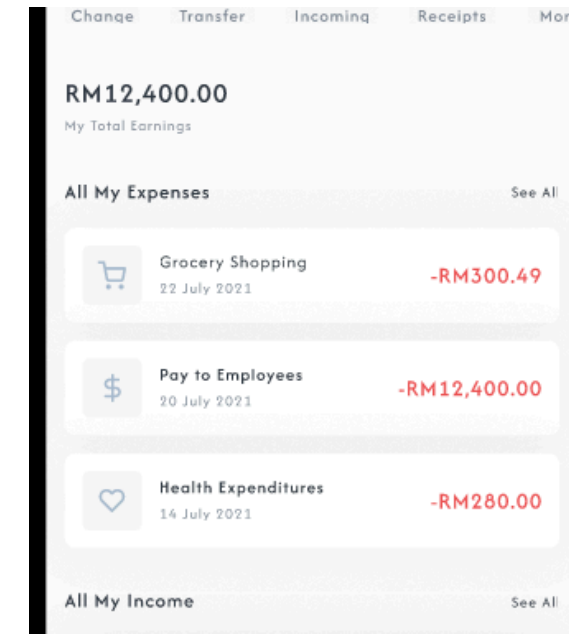 Change Transfer Incoming Receipts
RM12,400.00
My Total Earnings
All My Expenses See All
Grocery Shopping
-RM300.49
22 July 2021
Pay to Employees
-RM12,400.00
20 July 2021
Health Expenditures
-RM280.00
14 July 2021
All My Income See All